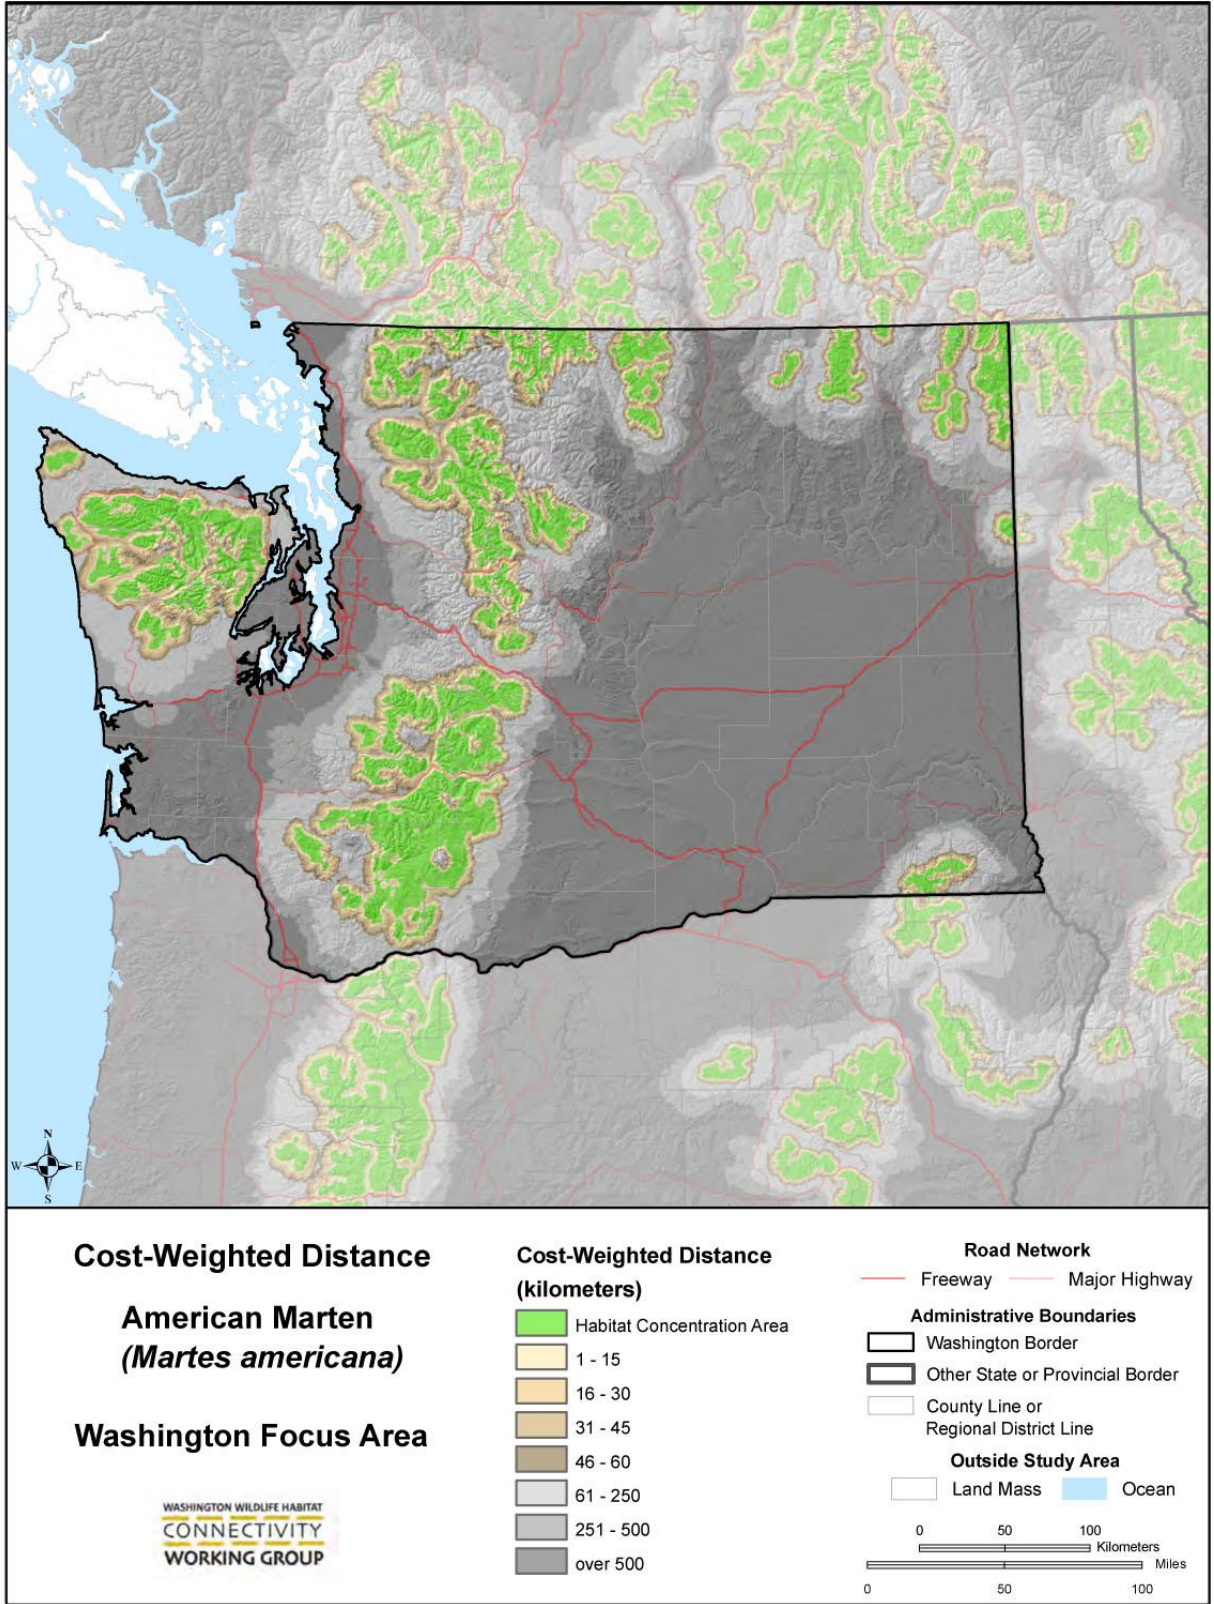 N
W E
S
Cost-Weighted Distance
American Marten
(Martes americana)
Washington Focus Area
WASHINGTON WILDLIFE HABITAT
CONNECTIVITY
WORKING GROUP
Cost-Weighted Distance
(kilometers)
Habitat Concentration Area
1 - 15
16 - 30
31 - 45
46 - 60
61 - 250
251 - 500
over 500
Road Network
Freeway Major Highway
Administrative Boundaries
Washington Border
Other State or Provincial Border
County Line or
Regional District Line
Outside Study Area
Land Mass Ocean
0 50 100
Kilometers
Miles
0 50 100